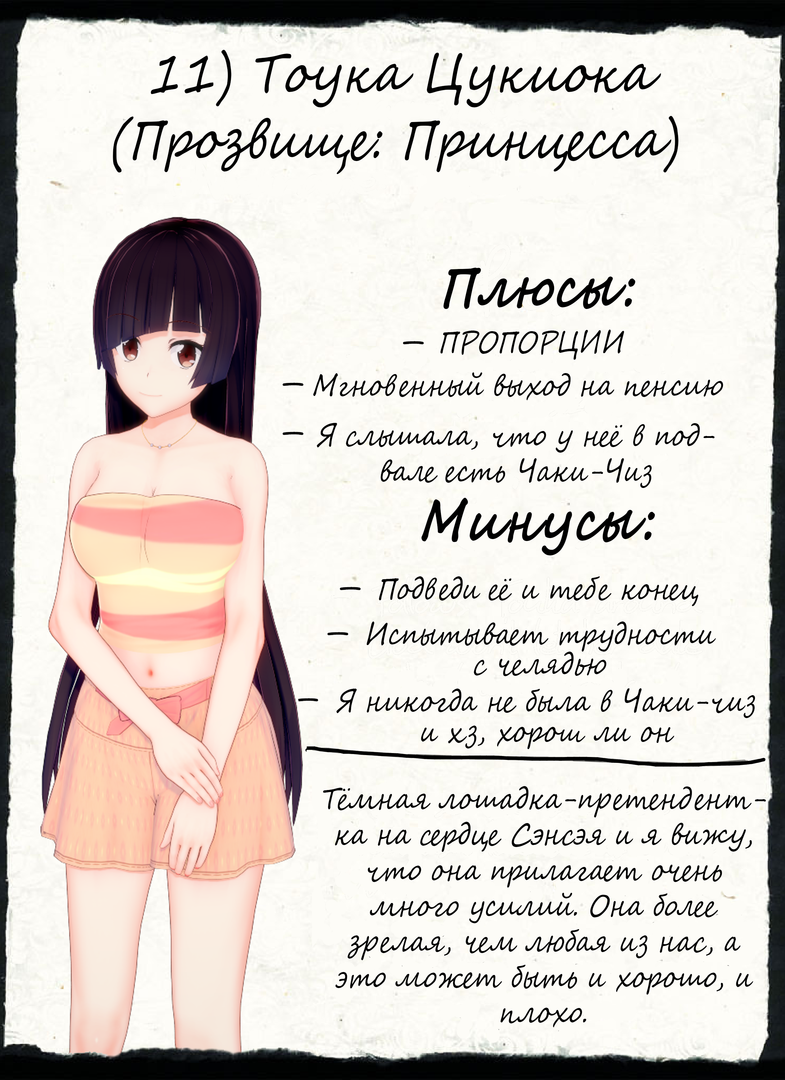 11) Тоука Цукиока
(Прозвище: Принцесса)
Плюсы:
— ПРОПОРЦИИ
— Мгновенный выход на пенсию
— Я слышала, что у неё в под-
вале есть Чаки-Чиз
Минусы:
— Подведи её и тебе конец
— Испытывает трудности
с челядью
— Я никогда не была в Чаки-чиз
и хз, хорош ли он
Тёмная лошадка-претендент-
ка на сердце Сэнсэя и я вижу,
что она прилагает очень
много усилий. Она более
зрелая, чем любая из нас, а
это может быть и хорошо, и
плохо.